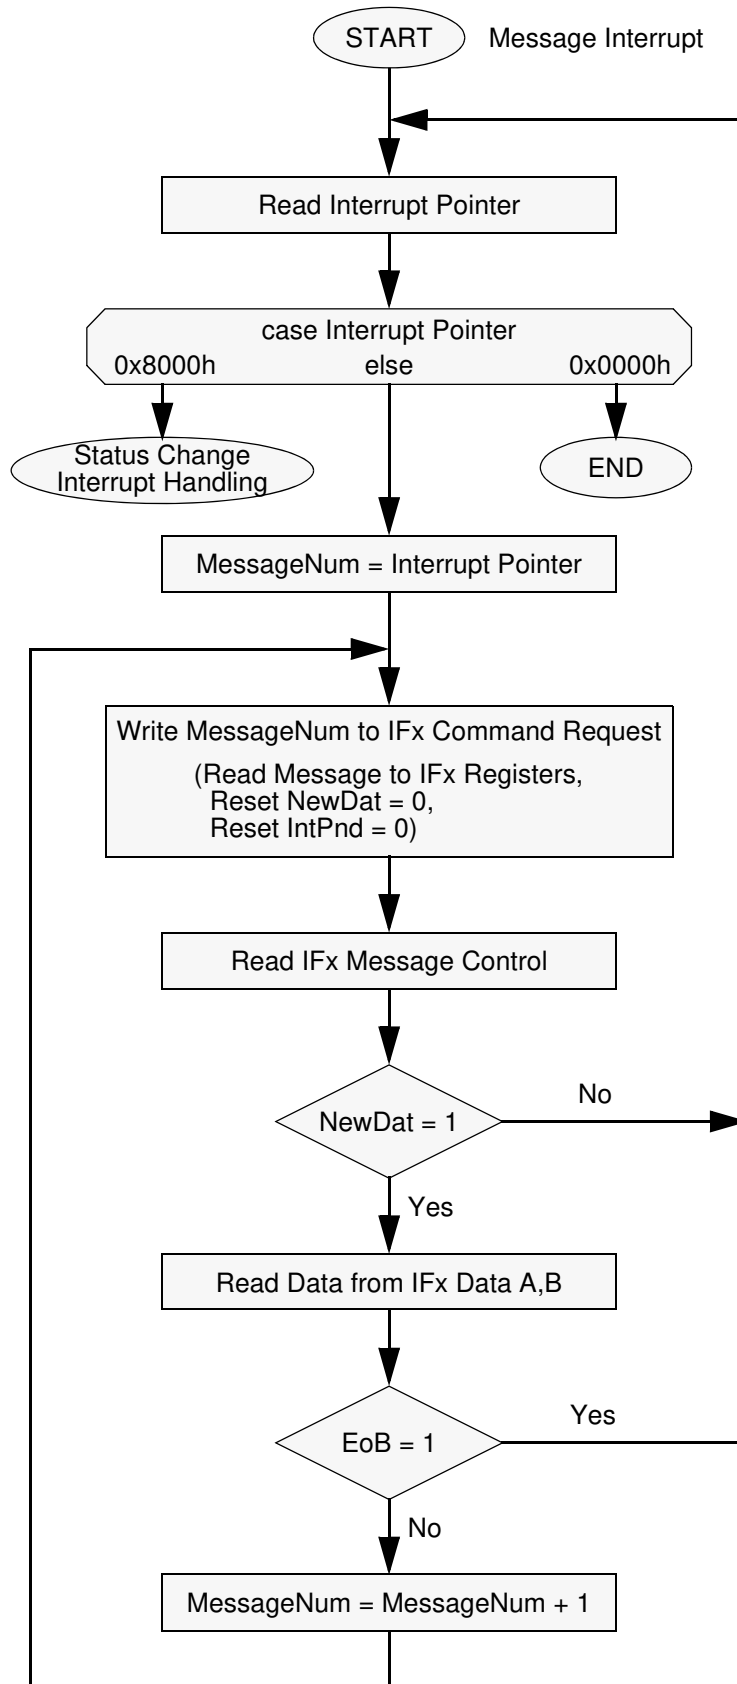 START
Message Interrupt
Read Interrupt Pointer
case Interrupt Pointer
0x8000h
else
0x0000h
Status Change
Interrupt Handling
END
MessageNum = Interrupt Pointer
Write MessageNum to IFx Command Request
(Read Message to IFx Registers,
Reset NewDat = 0,
Reset IntPnd = 0)
Read IFx Message Control
NewDat = 1
No
Yes
Read Data from IFx Data A,B
EoB = 1
Yes
No
MessageNum = MessageNum + 1